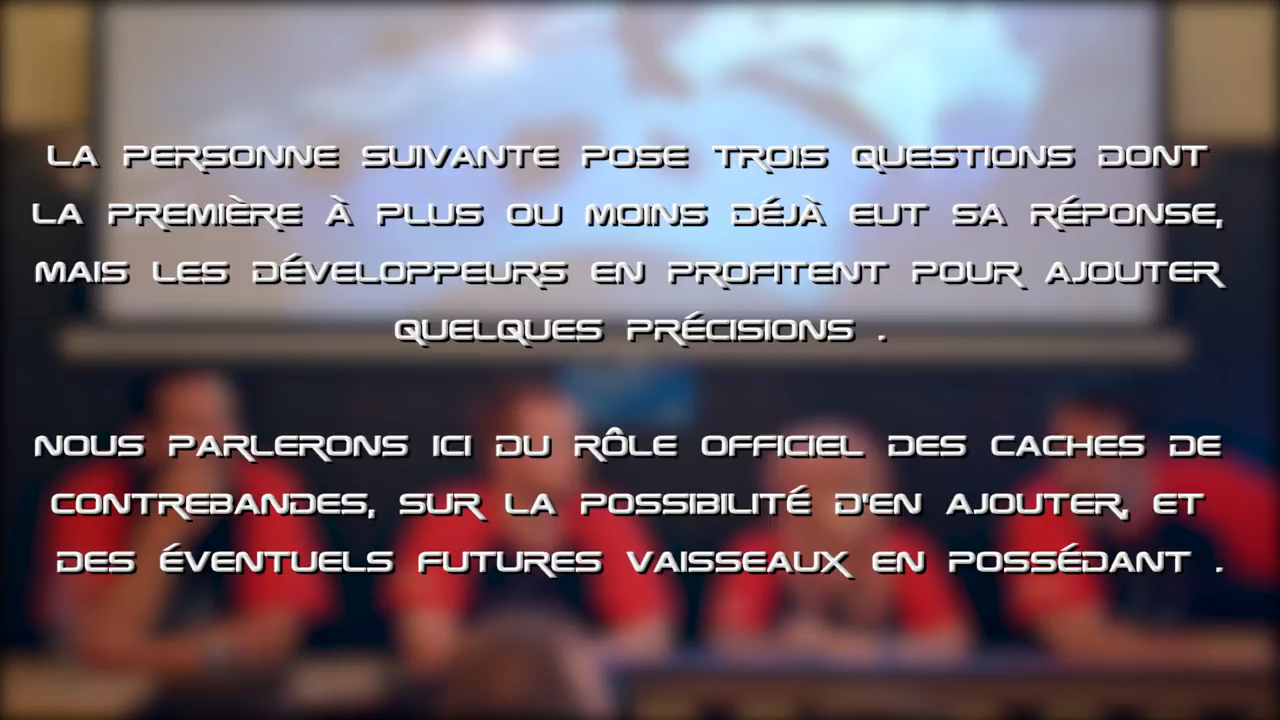 LA PERSONNE SUIVANTE POSE TROIS QUESTIONS DONT
LA PREMIÈRE À PLUS OU MOINS DÉJÀ EUT SA RÉPONSE,
MAIS LES DÉVELOPPEURS EN PROFITENT POUR AJOUTER
QUELQUES PRÉCISIONS .
NOUS PARLERONS ICI DU RÔLE OFFICIEL DES CACHES DE
CONTREBANDES, SUR LA POSSIBILITÉ D'EN AJOUTER, ET
DES ÉVENTUELS FUTURES VAISSEAUX EN POSSÉDANT .